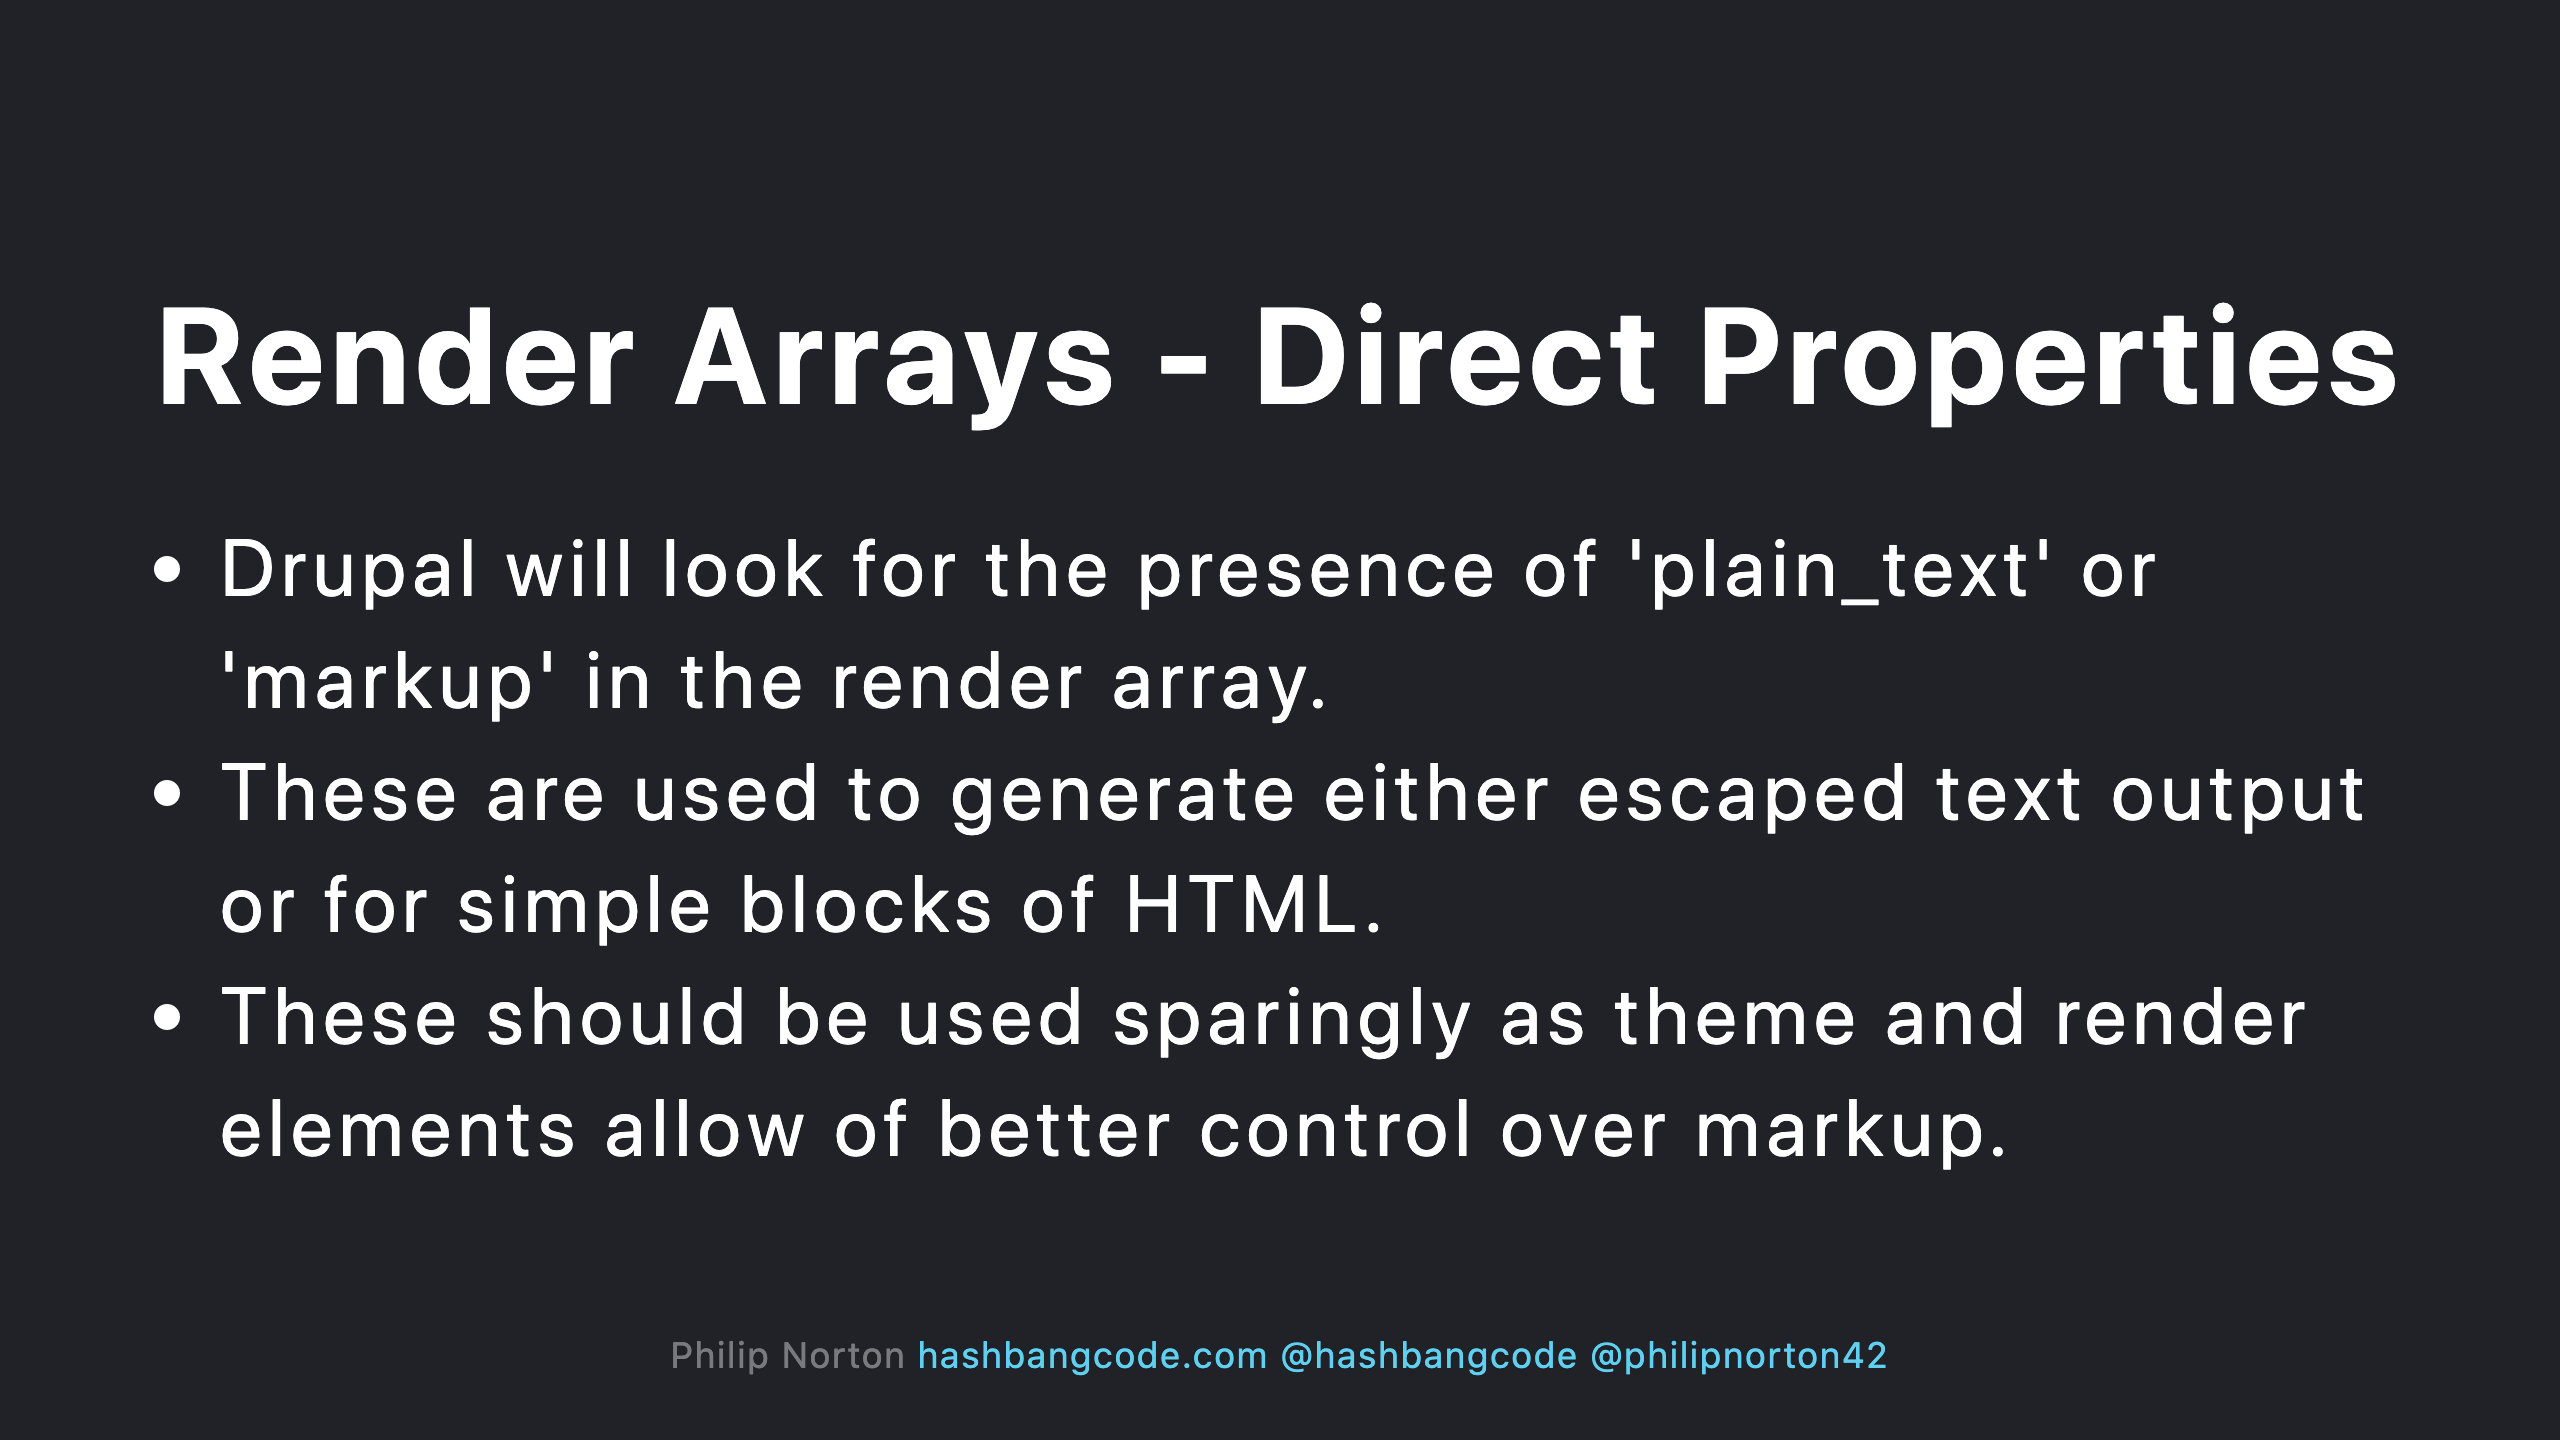 Render Arrays - Direct Properties
• Drupal will look for the presence of 'plain_text' or
'markup' in the render array.
• These are used to generate either escaped text output
or for simple blocks of HTML.
• These should be used sparingly as theme and render
elements allow of better control over markup.
Philip Norton hashbangcode.com @hashbangcode @philipnorton42